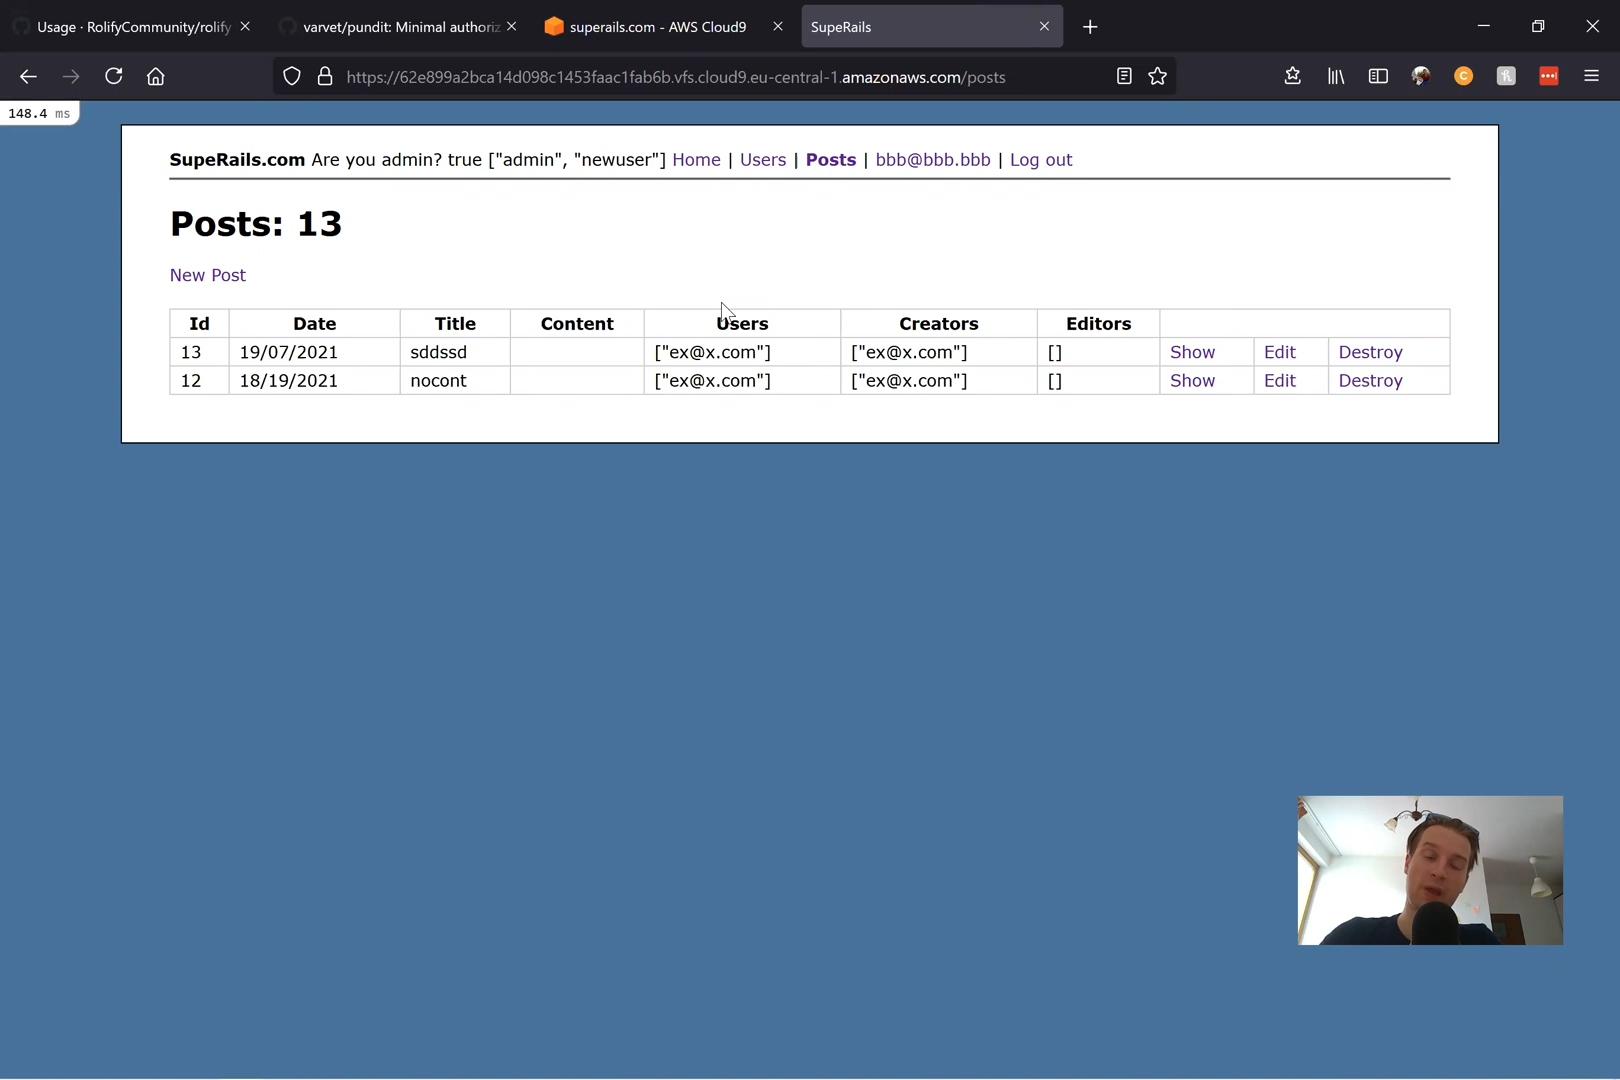 Usage · RolifyCommunity/rolify
varvet/pundit: Minimal authoriz
superails.com - AWS Cloud9
SupeRails
https://62e899a2bca14d098c1453faac1fab6b.vfs.cloud9.eu-central-1.amazonaws.com/posts
148.4 ms
SupeRails.com Are you admin? true ["admin", "newuser"] Home | Users | Posts | bbb@bbb.bbb | Log out
Posts: 13
New Post
Id Date Title Content Users Creators Editors
13 19/07/2021 sddssd ["ex@x.com"] ["ex@x.com"] [] Show Edit Destroy
12 18/19/2021 nocont ["ex@x.com"] ["ex@x.com"] [] Show Edit Destroy